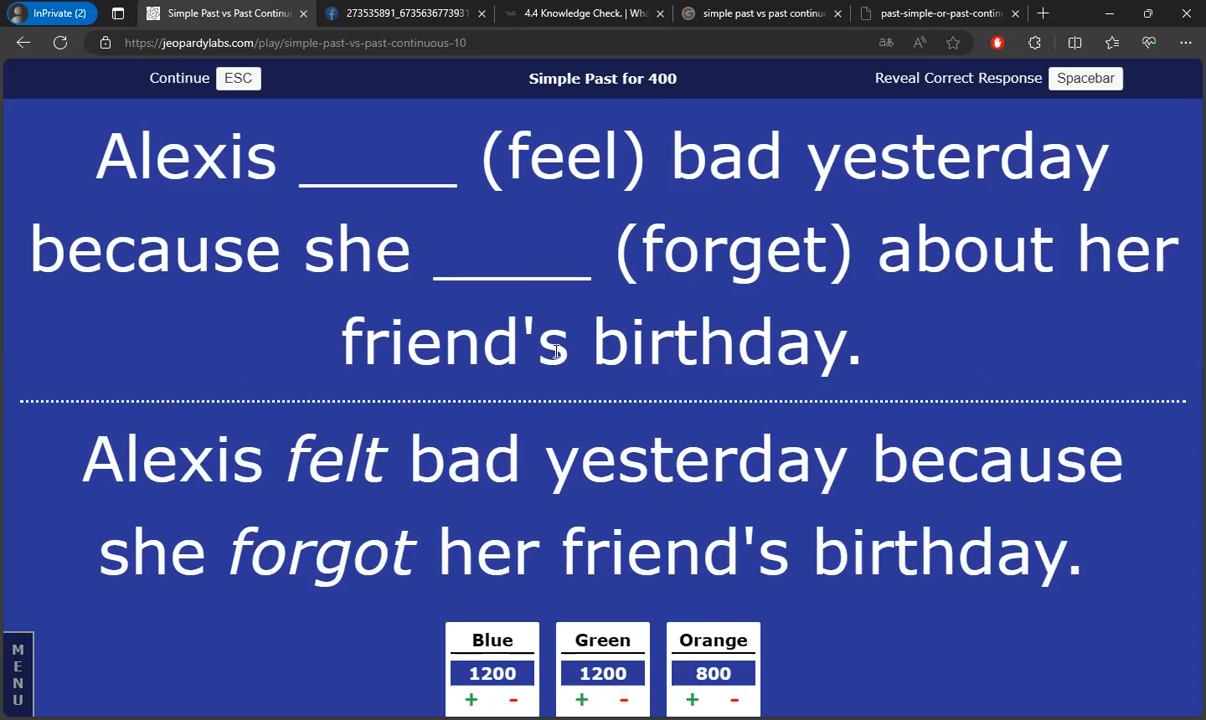 InPrivate (2)
Simple Past vs Past Continu
273535891_6735636773931
4.4 Knowledge Check. | Wha
simple past vs past continu
past-simple-or-past-contin
https://jeopardylabs.com/play/simple-past-vs-past-continuous-10
Continue ESC
Simple Past for 400
Reveal Correct Response Spacebar
Alexis _____ (feel) bad yesterday
because she _____ (forget) about her
friend's birthday.
Alexis felt bad yesterday because
she forgot her friend's birthday.
MENU
Blue Green Orange
1200 1200 800
+ - + - + -